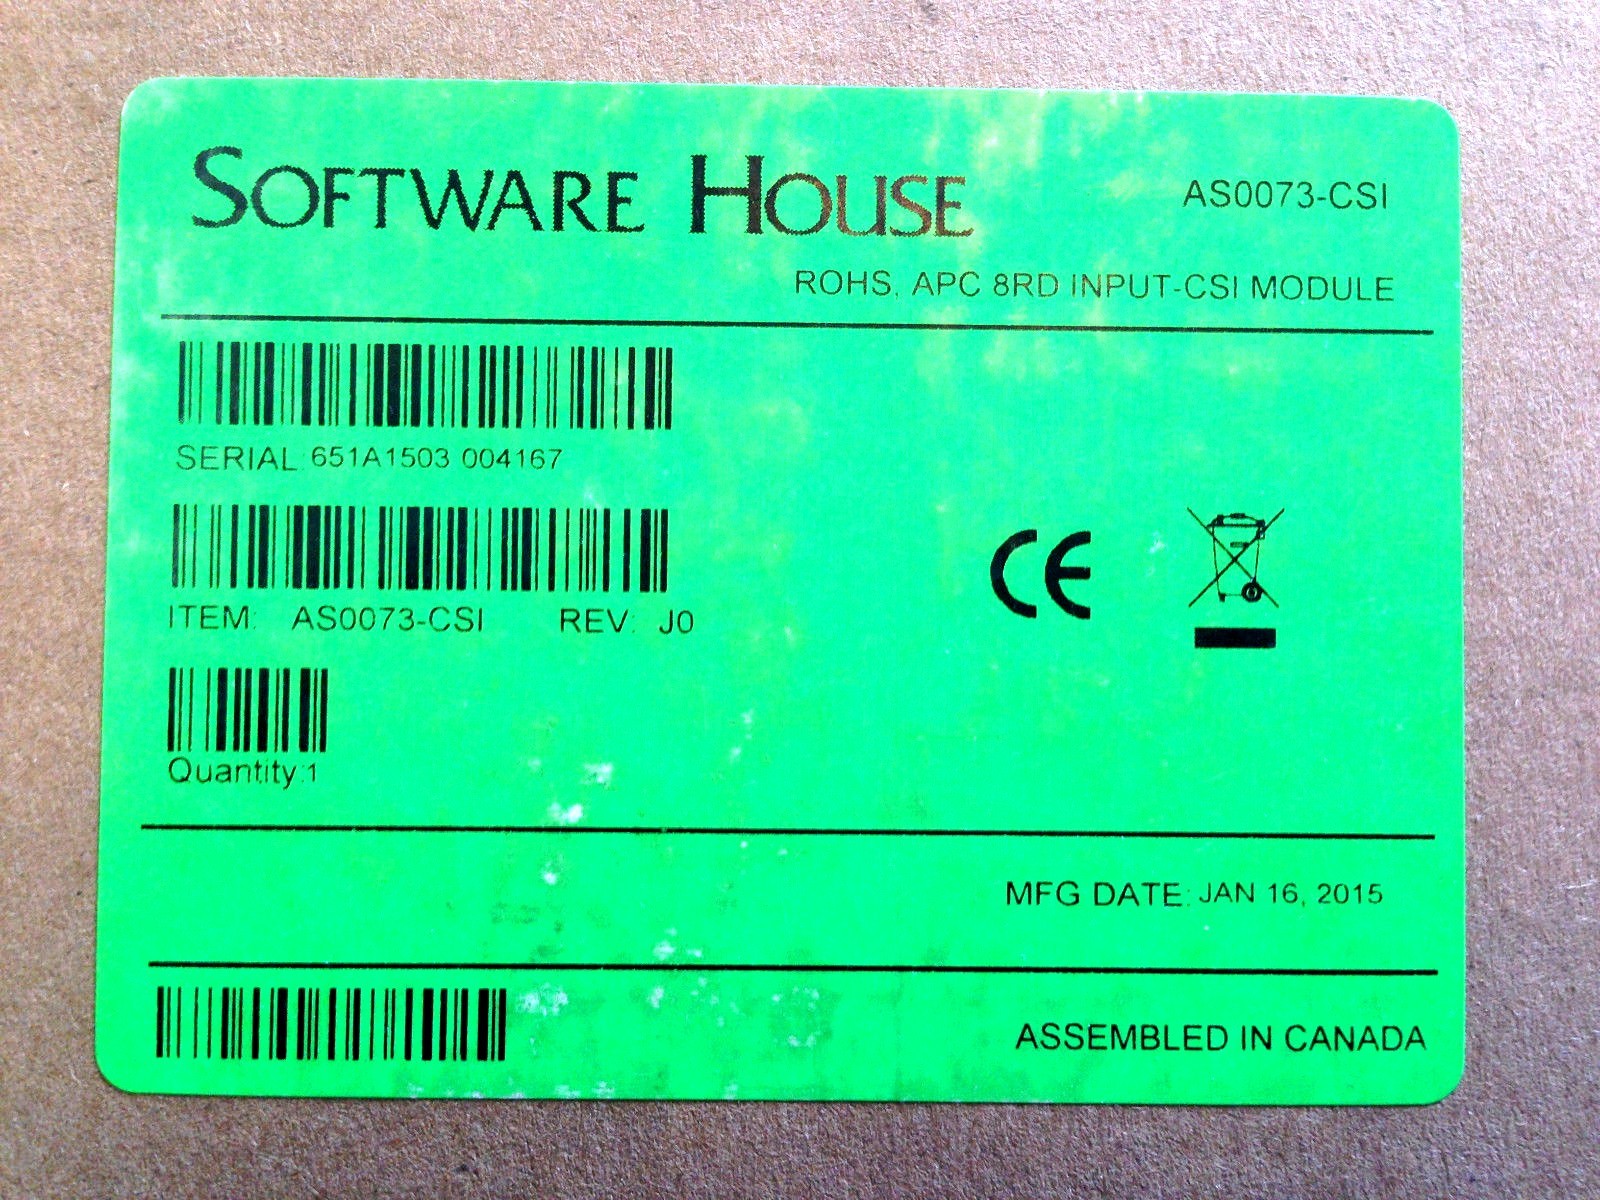 SOFTWARE HOUSE AS0073-CSI
ROHS, APC 8RD INPUT-CSI MODULE
SERIAL: 651A1503 004167
ITEM: AS0073-CSI REV: J0
CE
Quantity:1
MFG DATE: JAN 16, 2015
ASSEMBLED IN CANADA